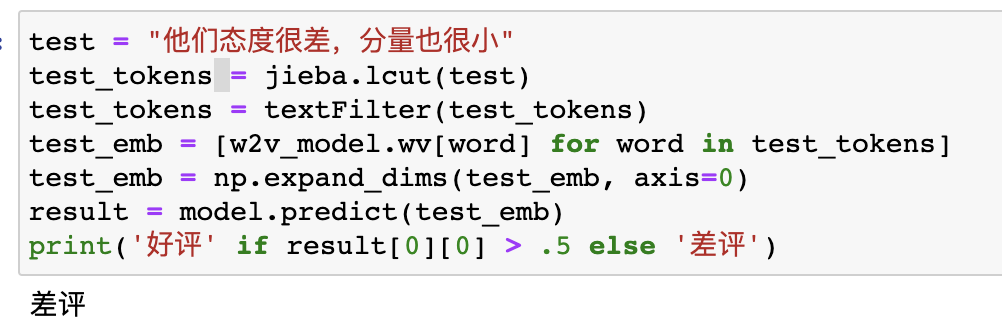 :
test = "他们态度很差，分量也很小"
test_tokens = jieba.lcut(test)
test_tokens = textFilter(test_tokens)
test_emb = [w2v_model.wv[word] for word in test_tokens]
test_emb = np.expand_dims(test_emb, axis=0)
result = model.predict(test_emb)
print('好评' if result[0][0] > .5 else '差评')
差评